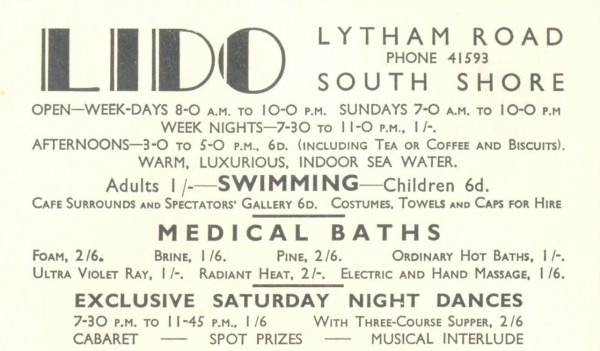 LIDO
LYTHAM ROAD
PHONE 41593
SOUTH SHORE
OPEN—WEEK-DAYS 8-0 A.M. TO 10-0 P.M. SUNDAYS 7-0 A.M. TO 10-0 P.M
WEEK NIGHTS—7-30 TO 11-0 P.M., 1/-.
AFTERNOONS—3-0 TO 5-0 P.M., 6D. (INCLUDING TEA OR COFFEE AND BISCUITS).
WARM, LUXURIOUS, INDOOR SEA WATER.
Adults 1/-—SWIMMING—Children 6d.
CAFE SURROUNDS AND SPECTATORS' GALLERY 6D. COSTUMES, TOWELS AND CAPS FOR HIRE
MEDICAL BATHS
FOAM, 2/6. BRINE, 1/6. PINE, 2/6. ORDINARY HOT BATHS, 1/-.
ULTRA VIOLET RAY, 1/-. RADIANT HEAT, 2/-. ELECTRIC AND HAND MASSAGE, 1/6.
EXCLUSIVE SATURDAY NIGHT DANCES
7-30 P.M. TO 11-45 P.M., 1/6 WITH THREE-COURSE SUPPER, 2/6
CABARET — SPOT PRIZES — MUSICAL INTERLUDE